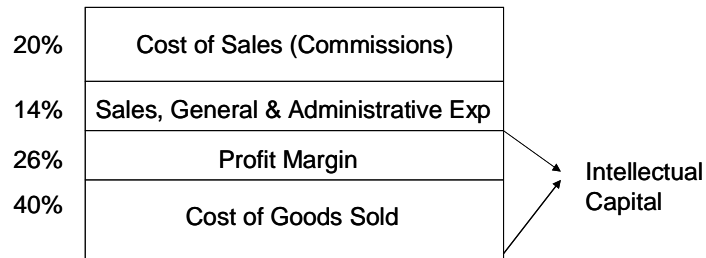 20% Cost of Sales (Commissions)
14% Sales, General & Administrative Exp
26% Profit Margin
40% Cost of Goods Sold
Intellectual
Capital